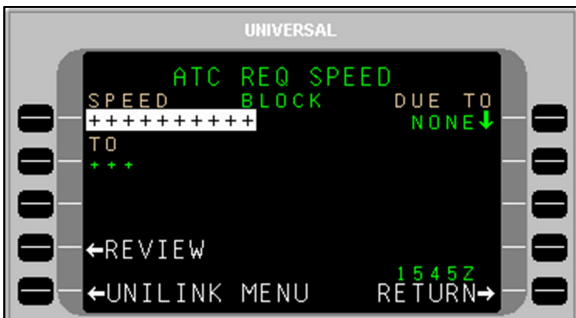 UNIVERSAL
ATC REQ SPEED
SPEED BLOCK DUE TO
++++++++++ NONE↓
TO
+++
←REVIEW
1545Z
←UNILINK MENU RETURN→